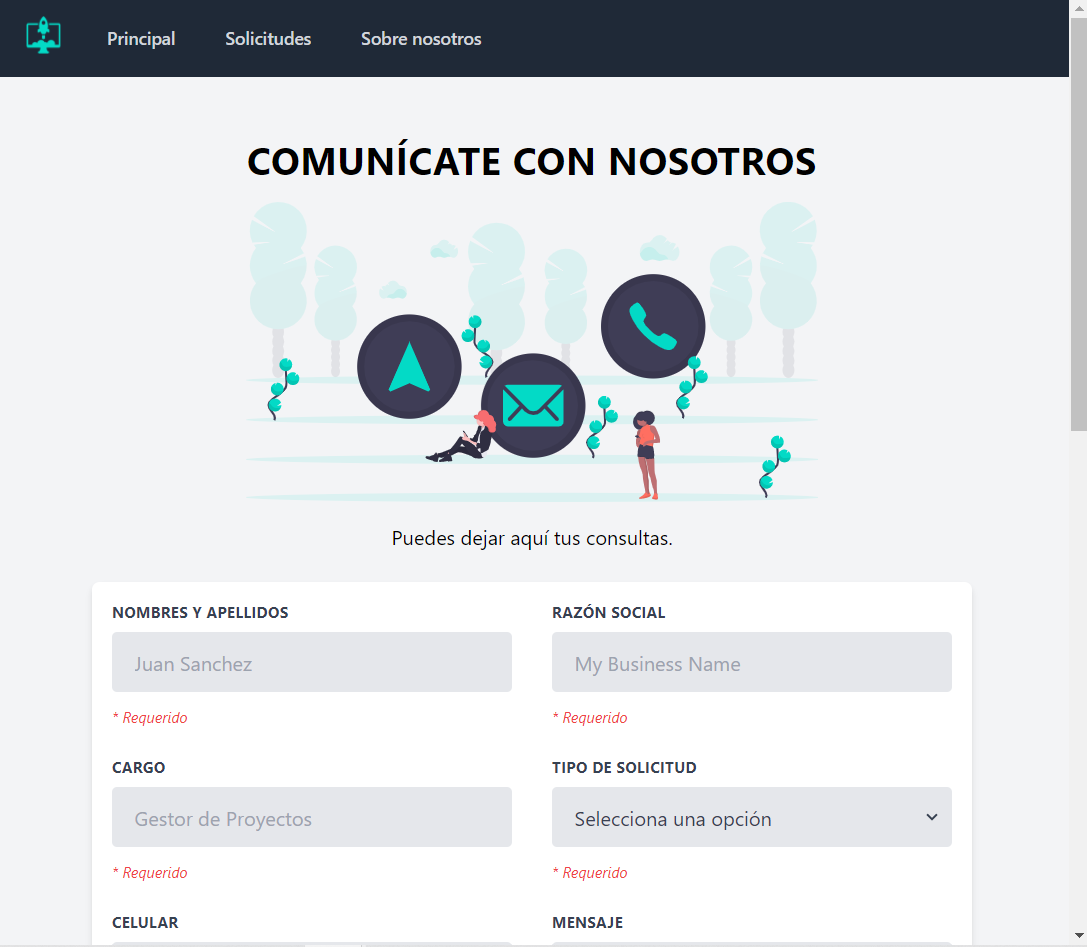 Principal Solicitudes Sobre nosotros
COMUNÍCATE CON NOSOTROS
Puedes dejar aquí tus consultas.
NOMBRES Y APELLIDOS RAZÓN SOCIAL
Juan Sanchez My Business Name
* Requerido * Requerido
CARGO TIPO DE SOLICITUD
Gestor de Proyectos Selecciona una opción
* Requerido * Requerido
CELULAR MENSAJE